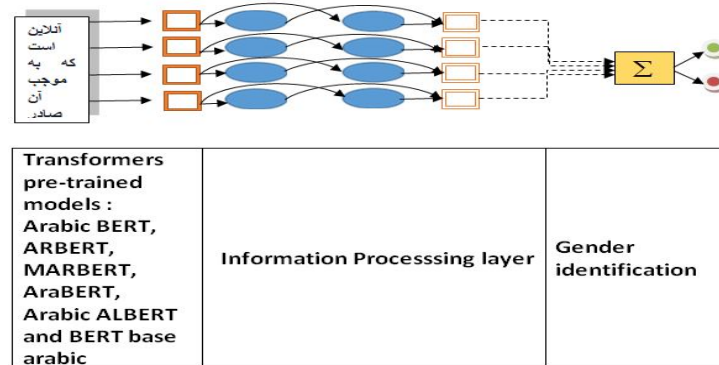 آنلاین
است
که به
موجب
آن
صادر
Σ
Transformers
pre-trained
models :
Arabic BERT,
ARBERT,
MARBERT,
AraBERT,
Arabic ALBERT
and BERT base
arabic
Information Processsing layer
Gender
identification